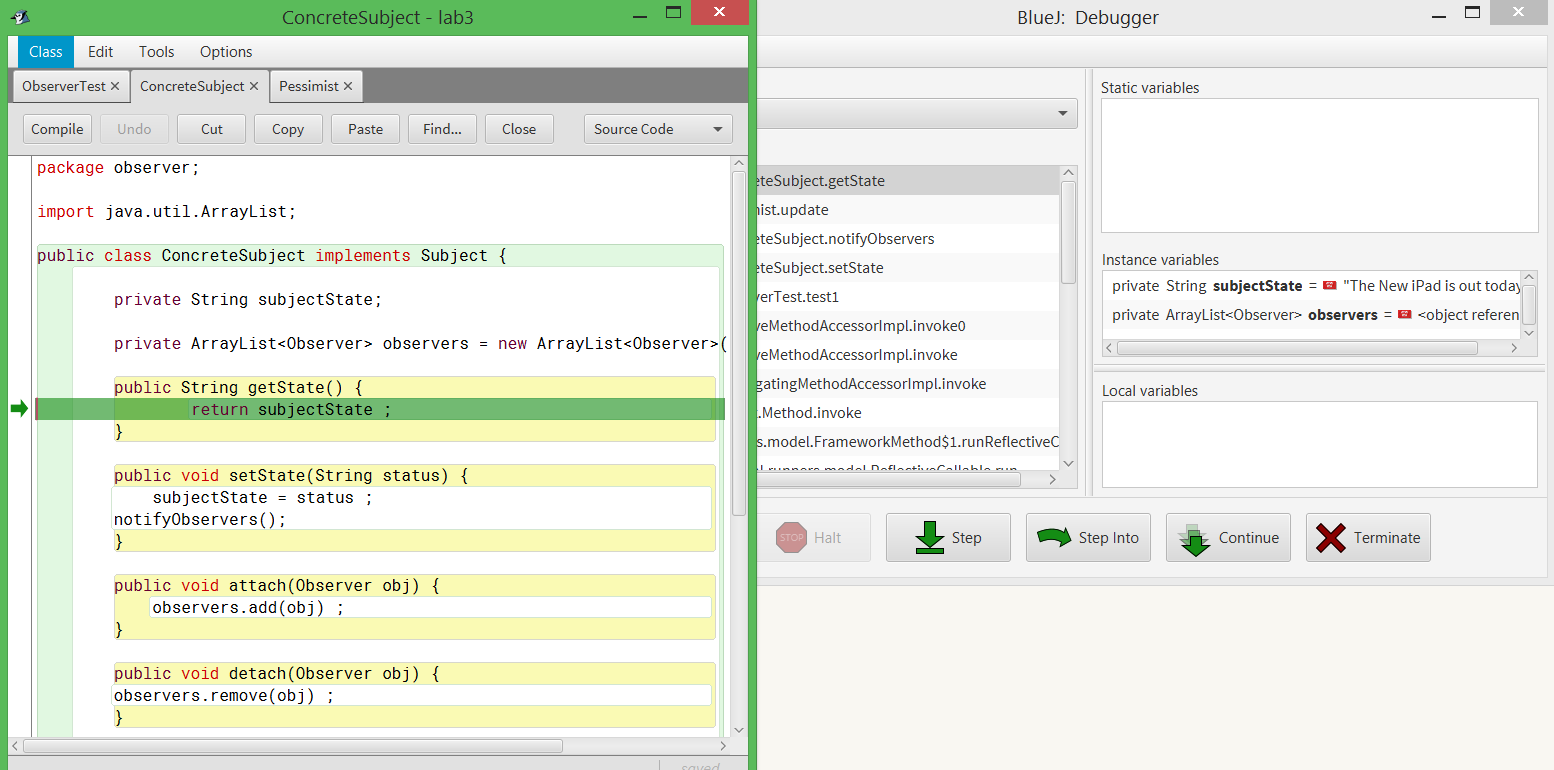 ConcreteSubject - lab3
Class Edit Tools Options
ObserverTest ConcreteSubject Pessimist
Compile Undo Cut Copy Paste Find... Close Source Code
package observer;
import java.util.ArrayList;
public class ConcreteSubject implements Subject {
private String subjectState;
private ArrayList<Observer> observers = new ArrayList<Observer>(
public String getState() {
return subjectState ;
}
public void setState(String status) {
subjectState = status ;
notifyObservers();
}
public void attach(Observer obj) {
observers.add(obj) ;
}
public void detach(Observer obj) {
observers.remove(obj) ;
}
saved
BlueJ: Debugger
eteSubject.getState
nist.update
eteSubject.notifyObservers
eteSubject.setState
verTest.test1
veMethodAccessorImpl.invoke0
veMethodAccessorImpl.invoke
gatingMethodAccessorImpl.invoke
t.Method.invoke
s.model.FrameworkMethod$1.runReflectiveC
al.runners.model.ReflectiveCallable.run
Static variables
Instance variables
private String subjectState = "The New iPad is out today
private ArrayList<Observer> observers = <object referen
Local variables
STOP Halt Step Step Into Continue Terminate